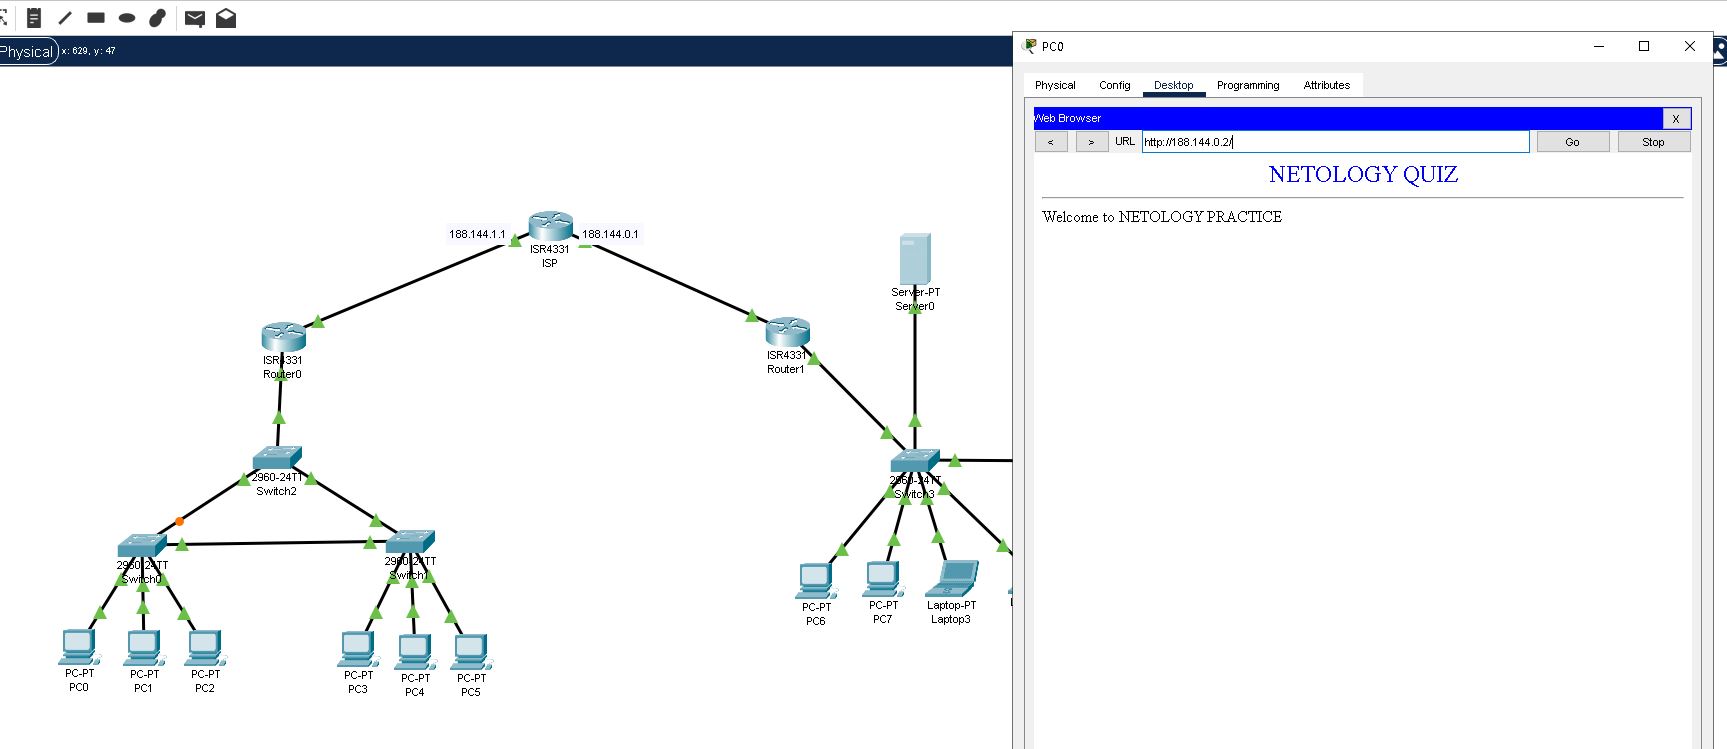 Physical x: 629, y: 47
188.144.1.1
188.144.0.1
ISR4331
ISP
Server-PT
Server0
ISR4331
Router0
ISR4331
Router1
2960-24TT
Switch2
2960-24TT
Switch3
2960-24TT
Switch0
2960-24TT
Switch1
PC-PT
PC6
PC-PT
PC7
Laptop-PT
Laptop3
PC-PT
PC0
PC-PT
PC1
PC-PT
PC2
PC-PT
PC3
PC-PT
PC4
PC-PT
PC5
PC0
Physical Config Desktop Programming Attributes
Web Browser X
< > URL http://188.144.0.2/ Go Stop
NETOLOGY QUIZ
Welcome to NETOLOGY PRACTICE